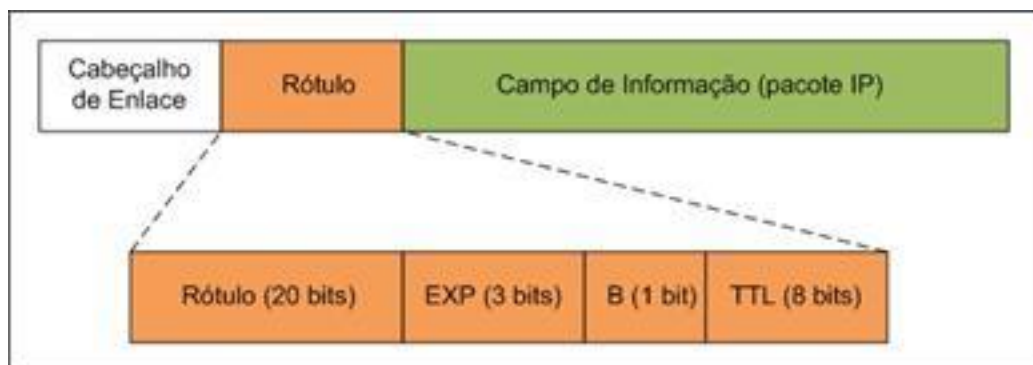 Cabeçalho
de Enlace
Rótulo
Campo de Informação (pacote IP)
Rótulo (20 bits)
EXP (3 bits)
B (1 bit)
TTL (8 bits)